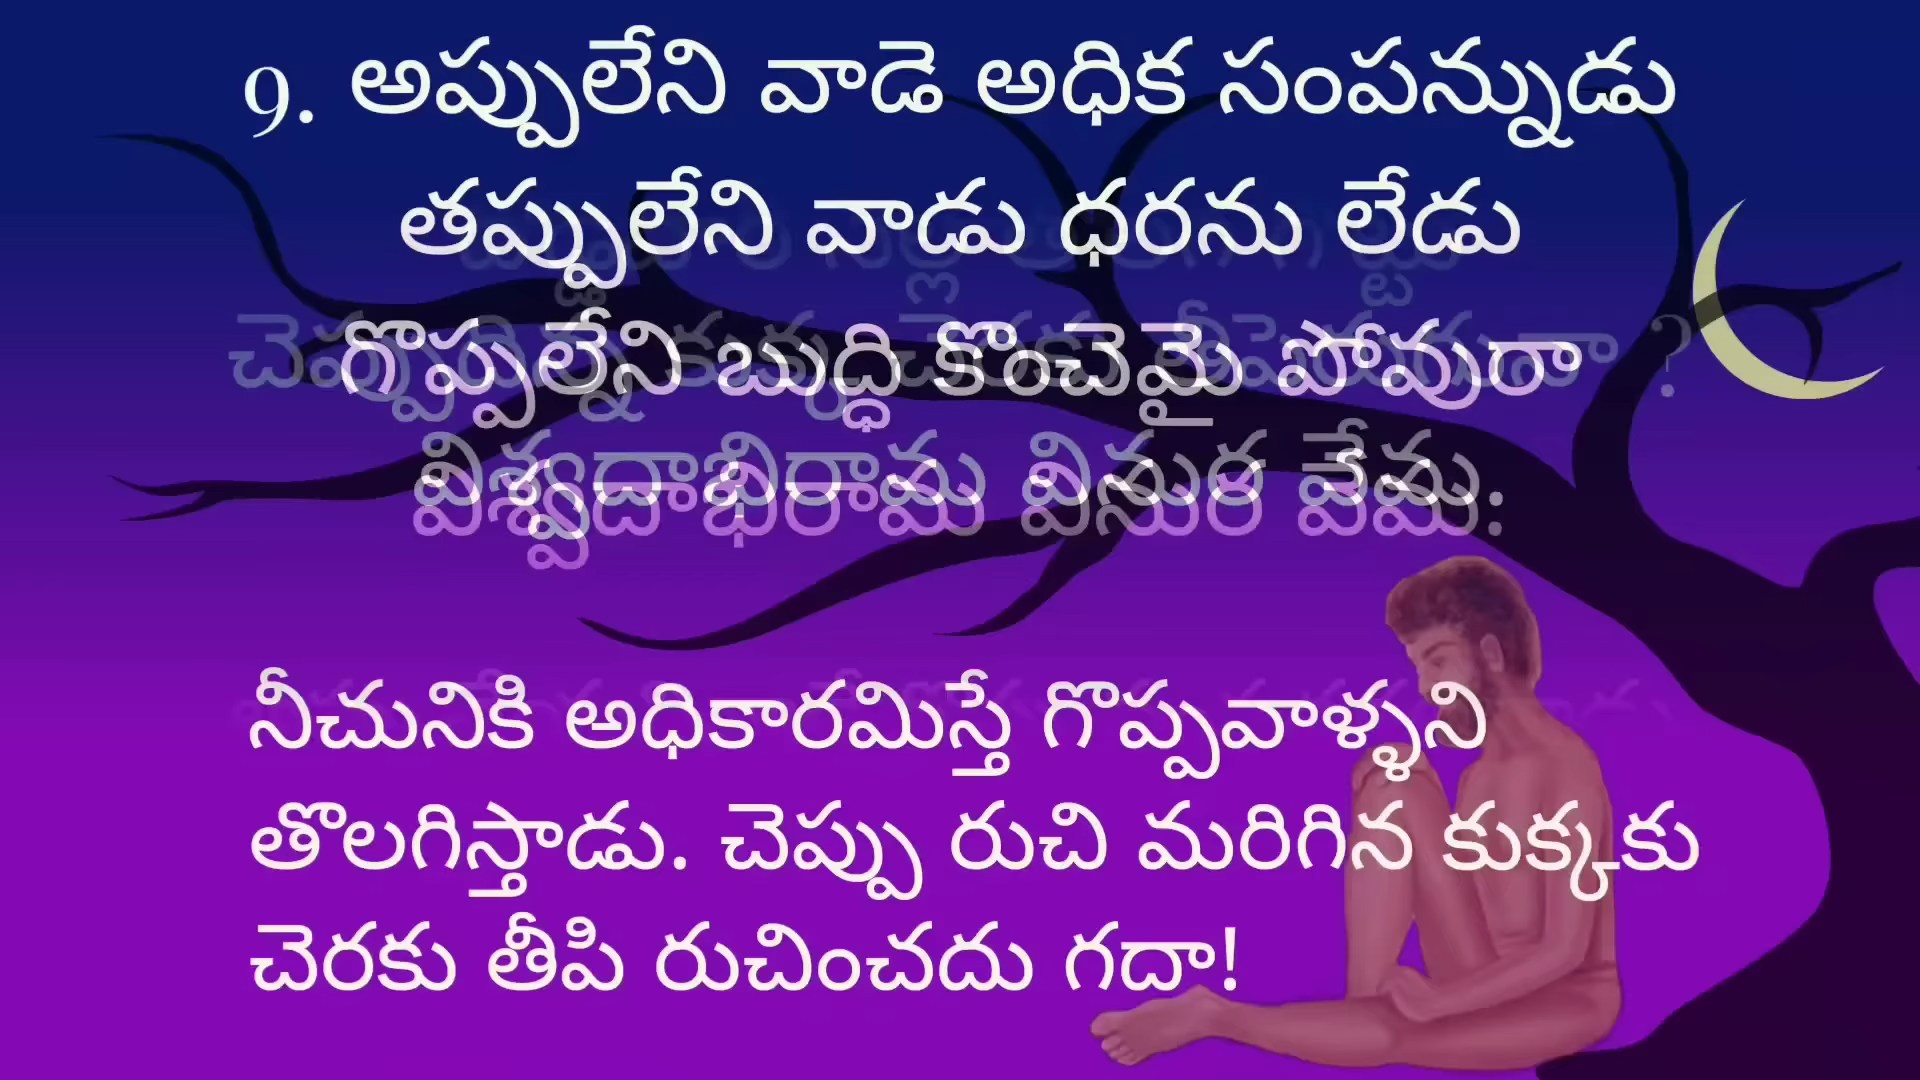 9. అప్పులేని వాడె అధిక సంపన్నుడు
తప్పులేని వాడు ధరను లేడు
గొప్పలేని బుద్ధి కొంచెమై పోవురా
విశ్వదాభిరామ వినుర వేమ.
నీచునికి అధికారమిస్తే గొప్పవాళ్ళని
తొలగిస్తాడు. చెప్పు రుచి మరిగిన కుక్కకు
చెరకు తీపి రుచించదు గదా!